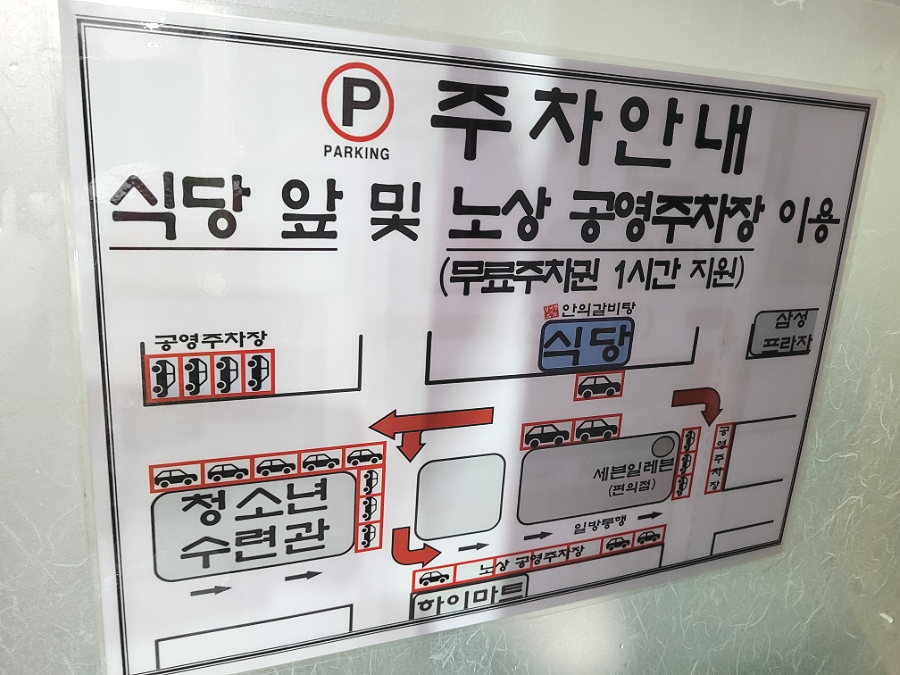 P 주차안내
PARKING
식당 앞 및 노상 공영주차장 이용
(무료주차권 1시간 지원)
안의갈비탕
식당
삼성
프라자
공영주차장
공영주차장
세븐일레븐
(편의점)
청소년
수련관
일방통행
노상 공영주차장
하이마트